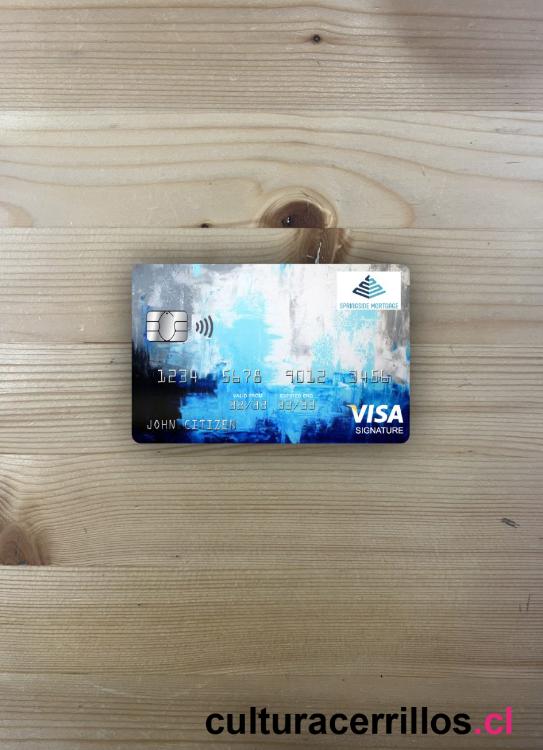 SPRINGSIDE MORTGAGE
1234 5678 9012 3456
VALID FROM EXPIRES END
JOHN CITIZEN
VISA
SIGNATURE
culturacerrillos.cl